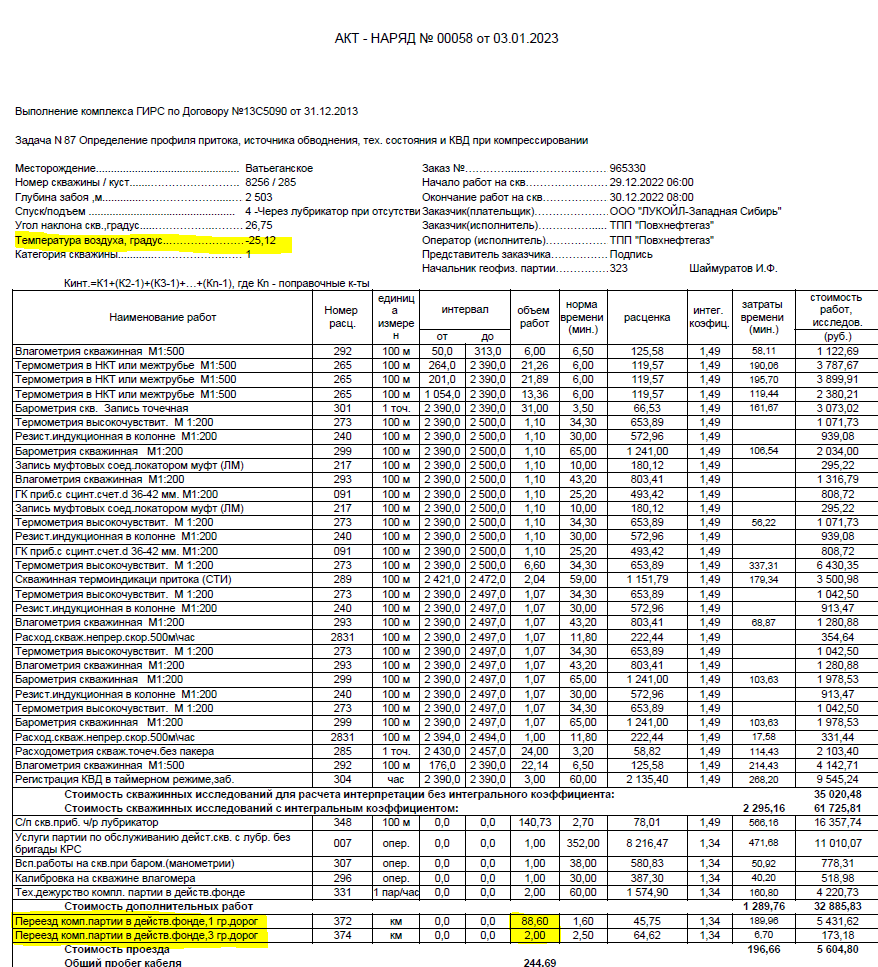 АКТ - НАРЯД № 00058 от 03.01.2023
Выполнение комплекса ГИРС по Договору №13С5090 от 31.12.2013
Задача N 87 Определение профиля притока, источника обводнения, тех. состояния и КВД при компрессировании
Месторождение............................................. Ватьеганское Заказ №……………………………… 965330
Номер скважины / куст.......………………………… 8256 / 285 Начало работ на скв…………………… 29.12.2022 06:00
Глубина забоя ,м..........……………………………… 2 503 Окончание работ на скв……………… 30.12.2022 08:00
Спуск/подъем ............................................... 4 -Через лубрикатор при отсутстви Заказчик(плательщик)………………… ООО "ЛУКОЙЛ-Западная Сибирь"
Угол наклона скв.,градус……………………… 26,75 Заказчик(исполнитель)………………… ТПП "Повхнефтегаз"
Температура воздуха, градус…………………… -25,12 Оператор (исполнитель)……………… ТПП "Повхнефтегаз"
Категория скважины………………………… 1 Представитель заказчика…………… Подпись
Начальник геофиз. партии…………… 323 Шаймуратов И.Ф.
Кинт.=К1+(К2-1)+(К3-1)+…+(Кn-1), где Кn - поправочные к-ты
Наименование работ Номер расц. единица измерен интервал от до объем работ норма времени (мин.) расценка интег. коэфиц. затраты времени (мин.) стоимость работ, исследов. (руб.)
Влагометрия скважинная М1:500 292 100 м 50,0 313,0 6,00 6,50 125,58 1,49 58,11 1 122,69
Термометрия в НКТ или межтрубье М1:500 265 100 м 264,0 2 390,0 21,26 6,00 119,57 1,49 190,06 3 787,67
Термометрия в НКТ или межтрубье М1:500 265 100 м 201,0 2 390,0 21,89 6,00 119,57 1,49 195,70 3 899,91
Термометрия в НКТ или межтрубье М1:500 265 100 м 1 054,0 2 390,0 13,36 6,00 119,57 1,49 119,44 2 380,21
Барометрия скв. Запись точечная 301 1 точ. 2 390,0 2 390,0 31,00 3,50 66,53 1,49 161,67 3 073,02
Термометрия высокочувствит. М 1:200 273 100 м 2 390,0 2 500,0 1,10 34,30 653,89 1,49 1 071,73
Резист.индукционная в колонне М1:200 240 100 м 2 390,0 2 500,0 1,10 30,00 572,96 1,49 939,08
Барометрия скважинная М1:200 299 100 м 2 390,0 2 500,0 1,10 65,00 1 241,00 1,49 106,54 2 034,00
Запись муфтовых соед.локатором муфт (ЛМ) 217 100 м 2 390,0 2 500,0 1,10 10,00 180,12 1,49 295,22
Влагометрия скважинная М1:200 293 100 м 2 390,0 2 500,0 1,10 43,20 803,41 1,49 1 316,79
ГК приб.с сцинт.счет.d 36-42 мм. М1:200 091 100 м 2 390,0 2 500,0 1,10 25,20 493,42 1,49 808,72
Запись муфтовых соед.локатором муфт (ЛМ) 217 100 м 2 390,0 2 500,0 1,10 10,00 180,12 1,49 295,22
Термометрия высокочувствит. М 1:200 273 100 м 2 390,0 2 500,0 1,10 34,30 653,89 1,49 56,22 1 071,73
Резист.индукционная в колонне М1:200 240 100 м 2 390,0 2 500,0 1,10 30,00 572,96 1,49 939,08
ГК приб.с сцинт.счет.d 36-42 мм. М1:200 091 100 м 2 390,0 2 500,0 1,10 25,20 493,42 1,49 808,72
Термометрия высокочувствит. М 1:200 273 100 м 2 390,0 2 500,0 6,60 34,30 653,89 1,49 337,31 6 430,35
Скважинная термоиндикаци притока (СТИ) 289 100 м 2 421,0 2 472,0 2,04 59,00 1 151,79 1,49 179,34 3 500,98
Термометрия высокочувствит. М 1:200 273 100 м 2 390,0 2 497,0 1,07 34,30 653,89 1,49 1 042,50
Резист.индукционная в колонне М1:200 240 100 м 2 390,0 2 497,0 1,07 30,00 572,96 1,49 913,47
Влагометрия скважинная М1:200 293 100 м 2 390,0 2 497,0 1,07 43,20 803,41 1,49 68,87 1 280,88
Расход.скваж.непрер.скор.500м\час 2831 100 м 2 390,0 2 497,0 1,07 11,80 222,44 1,49 354,64
Термометрия высокочувствит. М 1:200 273 100 м 2 390,0 2 497,0 1,07 34,30 653,89 1,49 1 042,50
Влагометрия скважинная М1:200 293 100 м 2 390,0 2 497,0 1,07 43,20 803,41 1,49 1 280,88
Барометрия скважинная М1:200 299 100 м 2 390,0 2 497,0 1,07 65,00 1 241,00 1,49 103,63 1 978,53
Резист.индукционная в колонне М1:200 240 100 м 2 390,0 2 497,0 1,07 30,00 572,96 1,49 913,47
Термометрия высокочувствит. М 1:200 273 100 м 2 390,0 2 497,0 1,07 34,30 653,89 1,49 1 042,50
Барометрия скважинная М1:200 299 100 м 2 390,0 2 497,0 1,07 65,00 1 241,00 1,49 103,63 1 978,53
Расход.скваж.непрер.скор.500м\час 2831 100 м 2 394,0 2 494,0 1,00 11,80 222,44 1,49 17,58 331,44
Расходометрия скваж.точеч.без пакера 285 1 точ. 2 430,0 2 457,0 24,00 3,20 58,82 1,49 114,43 2 103,40
Влагометрия скважинная М1:500 292 100 м 176,0 2 390,0 22,14 6,50 125,58 1,49 214,43 4 142,71
Регистрация КВД в таймерном режиме,заб. 304 час 2 390,0 2 390,0 3,00 60,00 2 135,40 1,49 268,20 9 545,24
Стоимость скважинных исследований для расчета интерпретации без интегрального коэффициента: 35 020,48
Стоимость скважинных исследований с интегральным коэффициентом: 2 295,16 61 725,81
С/п скв.приб. ч/р лубрикатор 348 100 м 0,0 0,0 140,73 2,70 78,01 1,49 566,16 16 357,74
Услуги партии по обслуживанию дейст.скв. с лубр. без бригады КРС 007 опер. 0,0 0,0 1,00 352,00 8 216,47 1,34 471,68 11 010,07
Всп.работы на скв.при баром.(манометрии) 307 опер. 0,0 0,0 1,00 38,00 580,83 1,34 50,92 778,31
Калибровка на скважине влагомера 296 опер. 0,0 0,0 1,00 30,00 387,30 1,34 40,20 518,98
Тех.дежурство компл. партии в действ.фонде 331 1 пар/час 0,0 0,0 2,00 60,00 1 574,90 1,34 160,80 4 220,73
Стоимость дополнительных работ 1 289,76 32 885,83
Переезд комп.партии в действ.фонде,1 гр.дорог 372 км 0,0 0,0 88,60 1,60 45,75 1,34 189,96 5 431,62
Переезд комп.партии в действ.фонде,3 гр.дорог 374 км 0,0 0,0 2,00 2,50 64,62 1,34 6,70 173,18
Стоимость проезда 196,66 5 604,80
Общий пробег кабеля 244,69